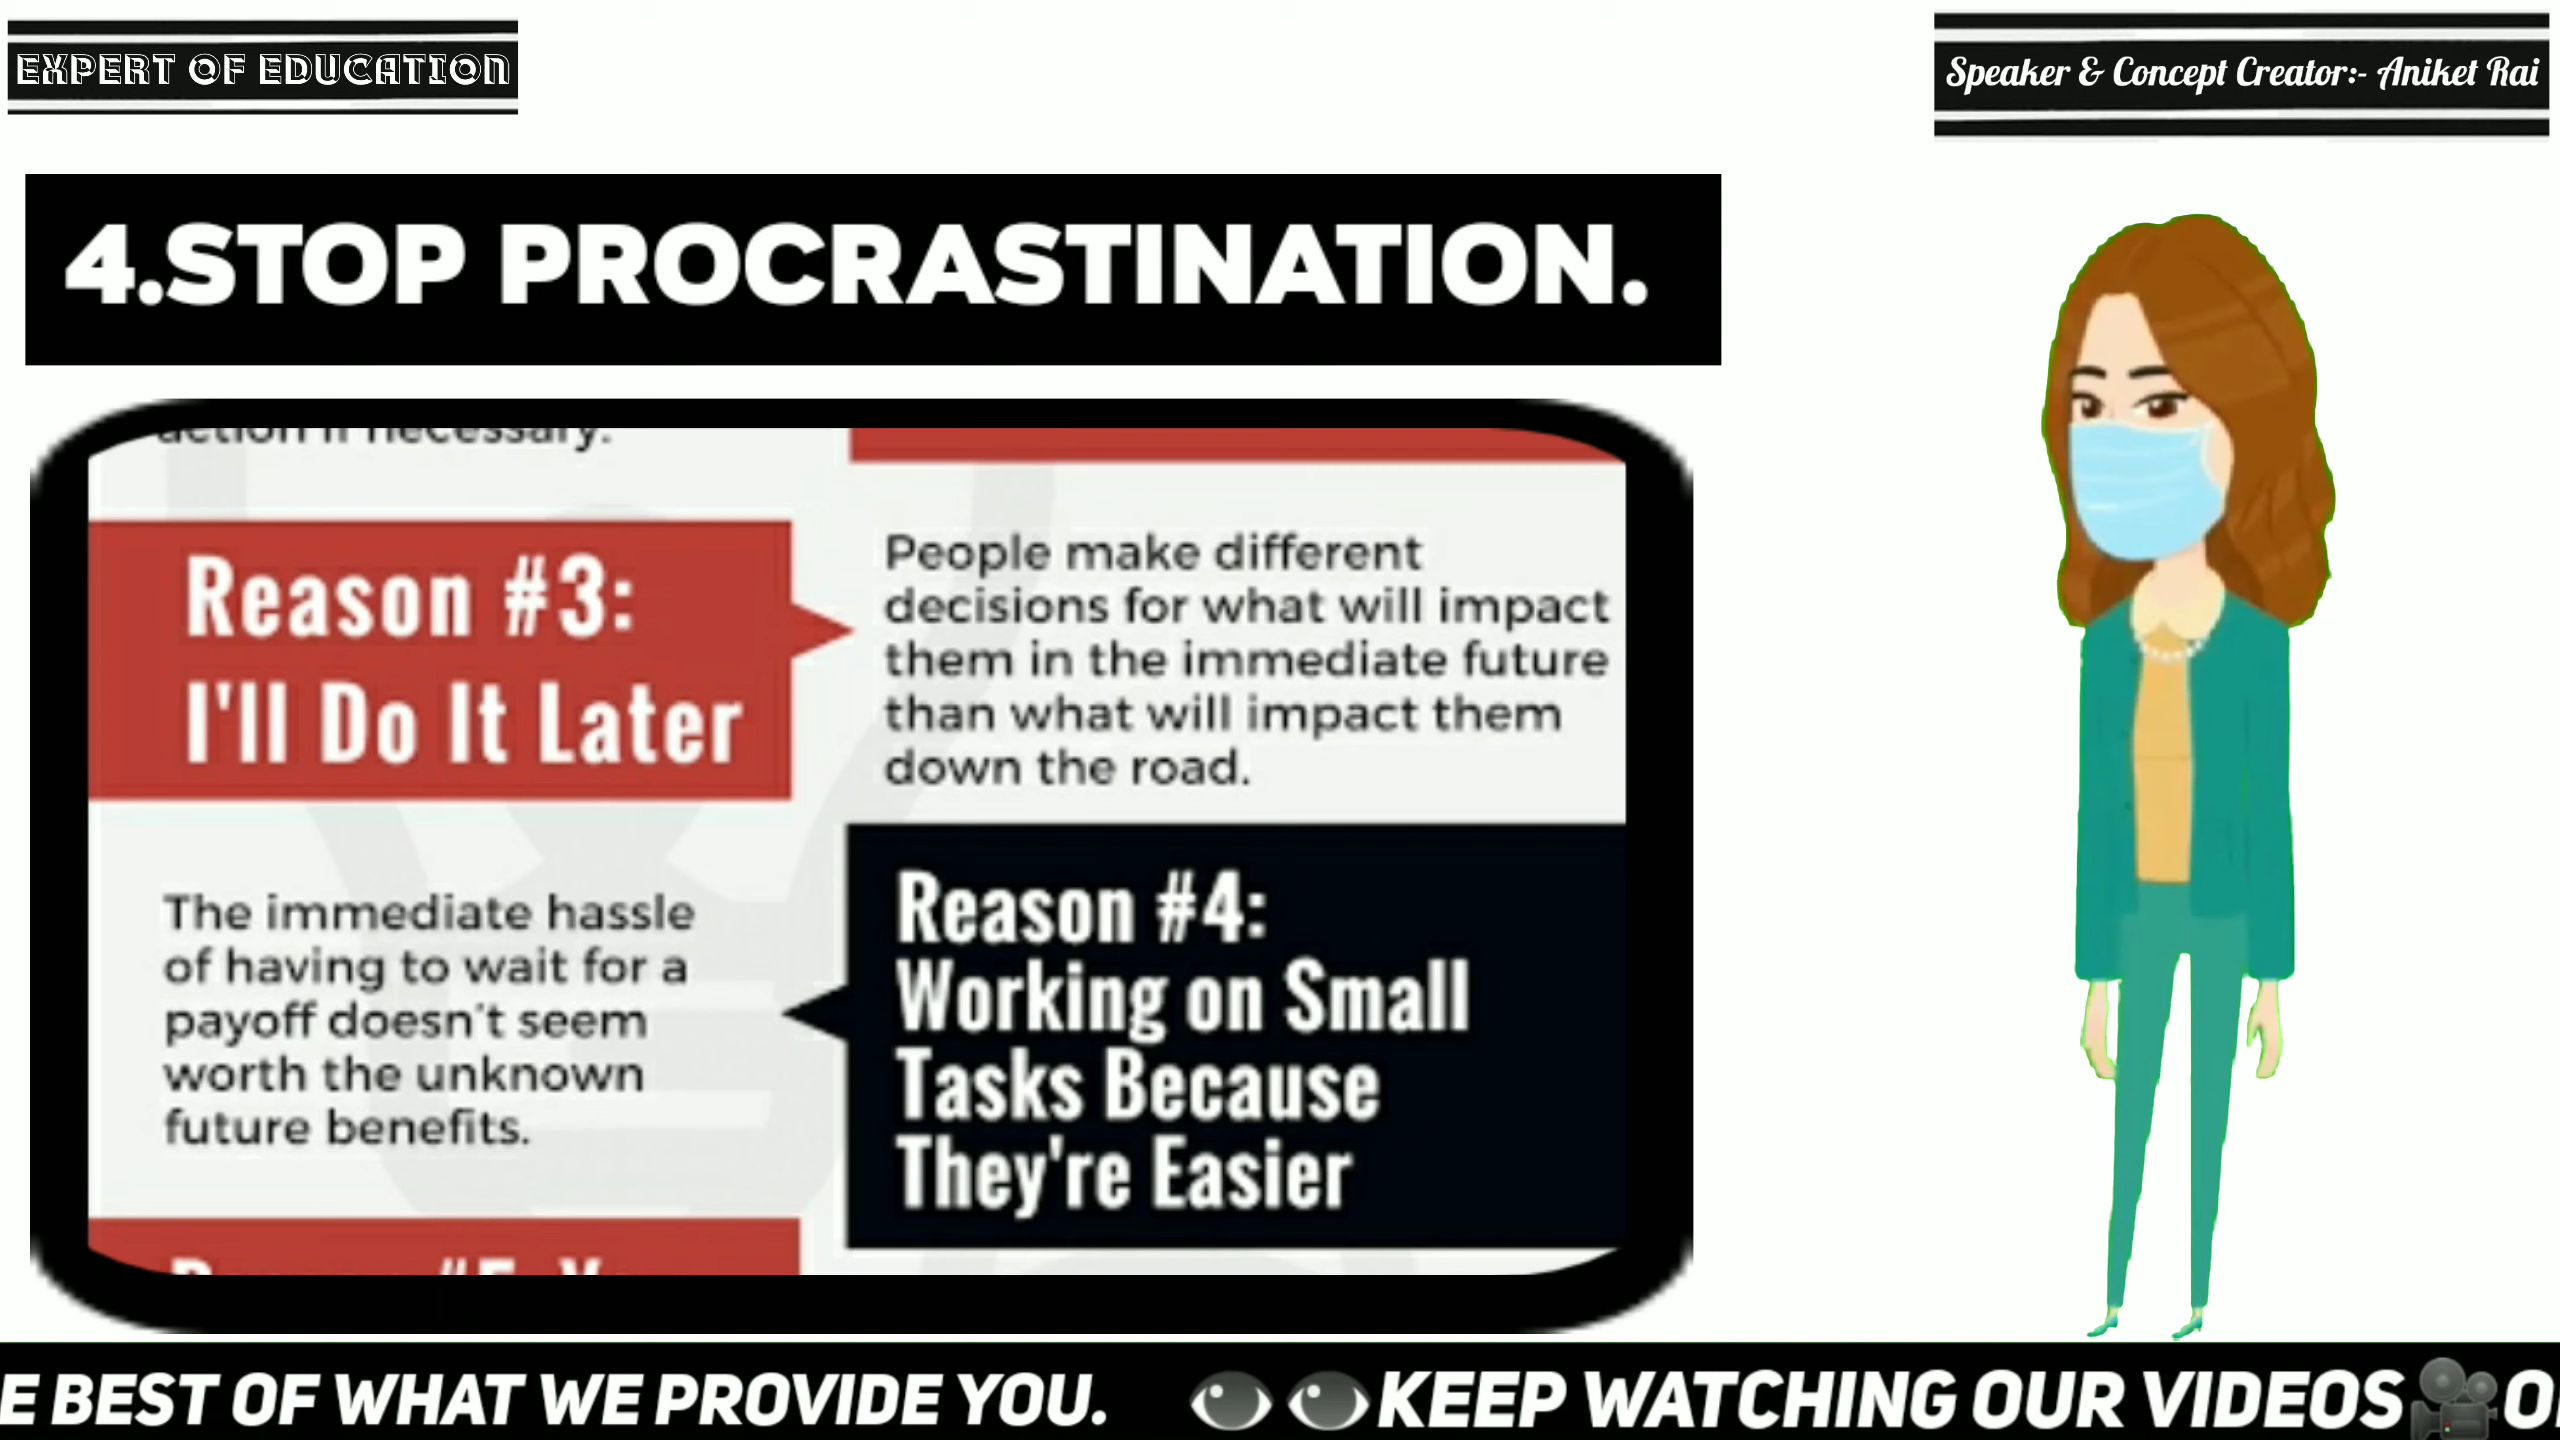 EXPERT OF EDUCATION
Speaker & Concept Creator:- Aniket Rai
4.STOP PROCRASTINATION.
action if necessary.
Reason #3:
I'll Do It Later
People make different
decisions for what will impact
them in the immediate future
than what will impact them
down the road.
The immediate hassle
of having to wait for a
payoff doesn't seem
worth the unknown
future benefits.
Reason #4:
Working on Small
Tasks Because
They're Easier
BEST OF WHAT WE PROVIDE YOU. 👁👁KEEP WATCHING OUR VIDEOS🎥